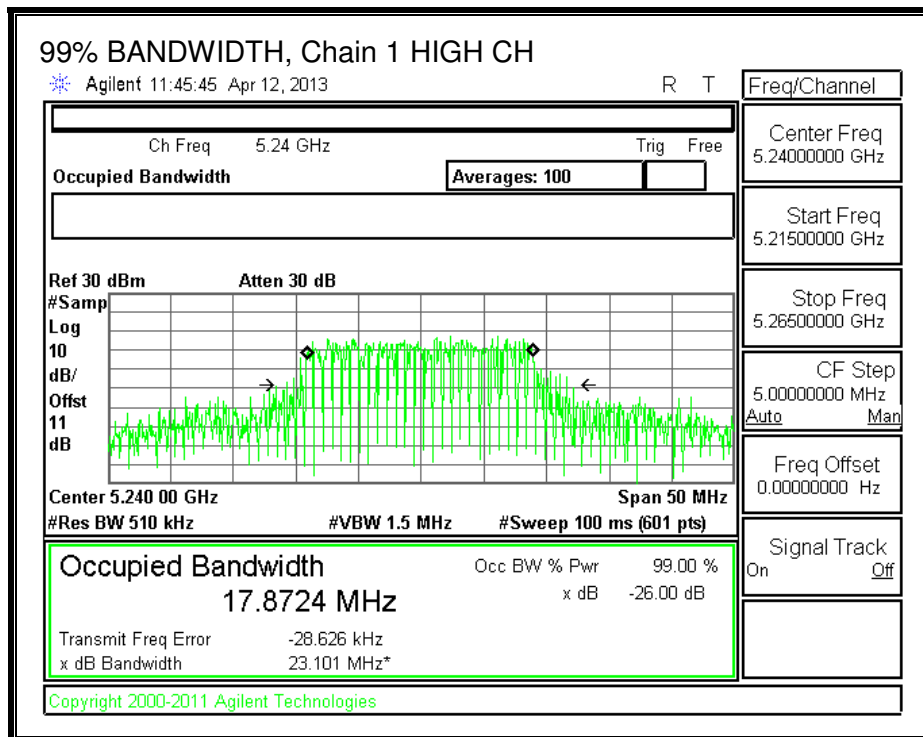 99% BANDWIDTH, Chain 1 HIGH CH
Agilent 11:45:45 Apr 12, 2013 R T
Freq/Channel
Ch Freq 5.24 GHz Trig Free
Occupied Bandwidth Averages: 100
Center Freq
5.24000000 GHz
Start Freq
5.21500000 GHz
Stop Freq
5.26500000 GHz
CF Step
5.00000000 MHz
Auto Man
Freq Offset
0.00000000 Hz
Signal Track
On Off
Ref 30 dBm Atten 30 dB
#Samp
Log
10
dB/
Offst
11
dB
Center 5.240 00 GHz Span 50 MHz
#Res BW 510 kHz #VBW 1.5 MHz #Sweep 100 ms (601 pts)
Occupied Bandwidth Occ BW % Pwr 99.00 %
17.8724 MHz x dB -26.00 dB
Transmit Freq Error -28.626 kHz
x dB Bandwidth 23.101 MHz*
Copyright 2000-2011 Agilent Technologies